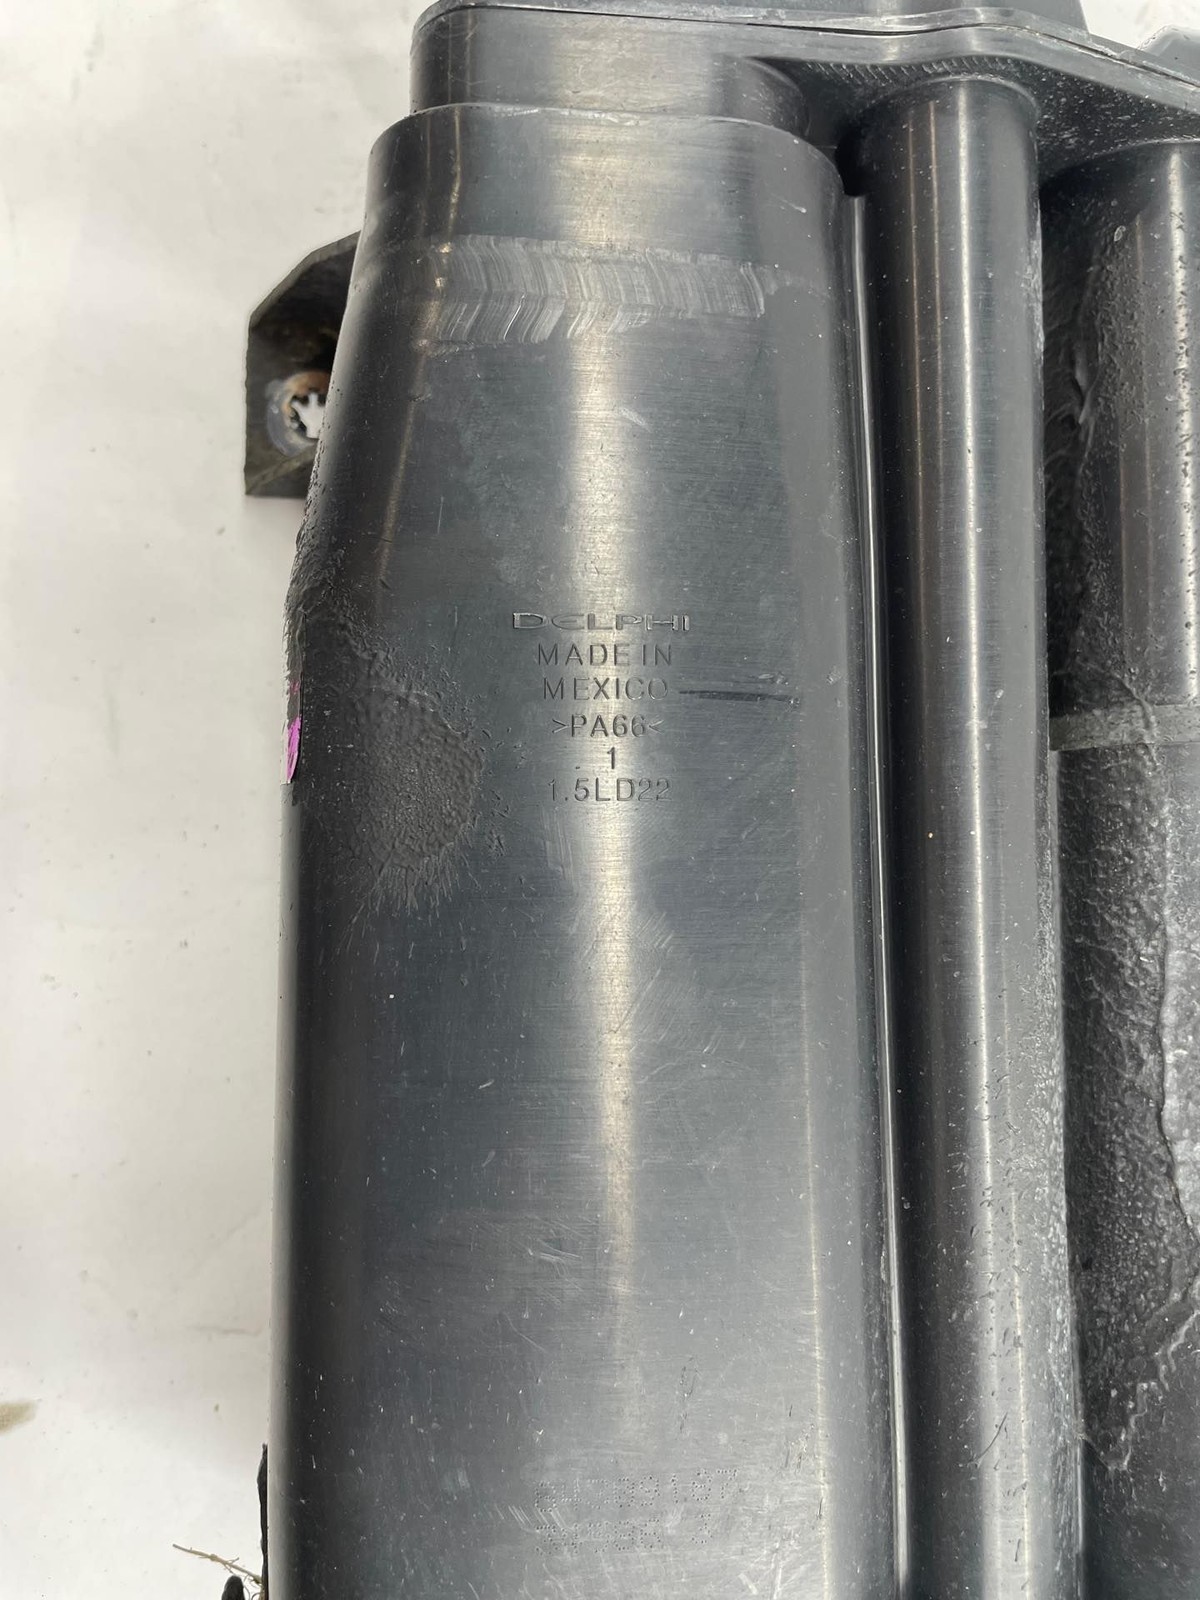 DELPHI
MADE IN
MEXICO
>PA66<
1
1.5LD22